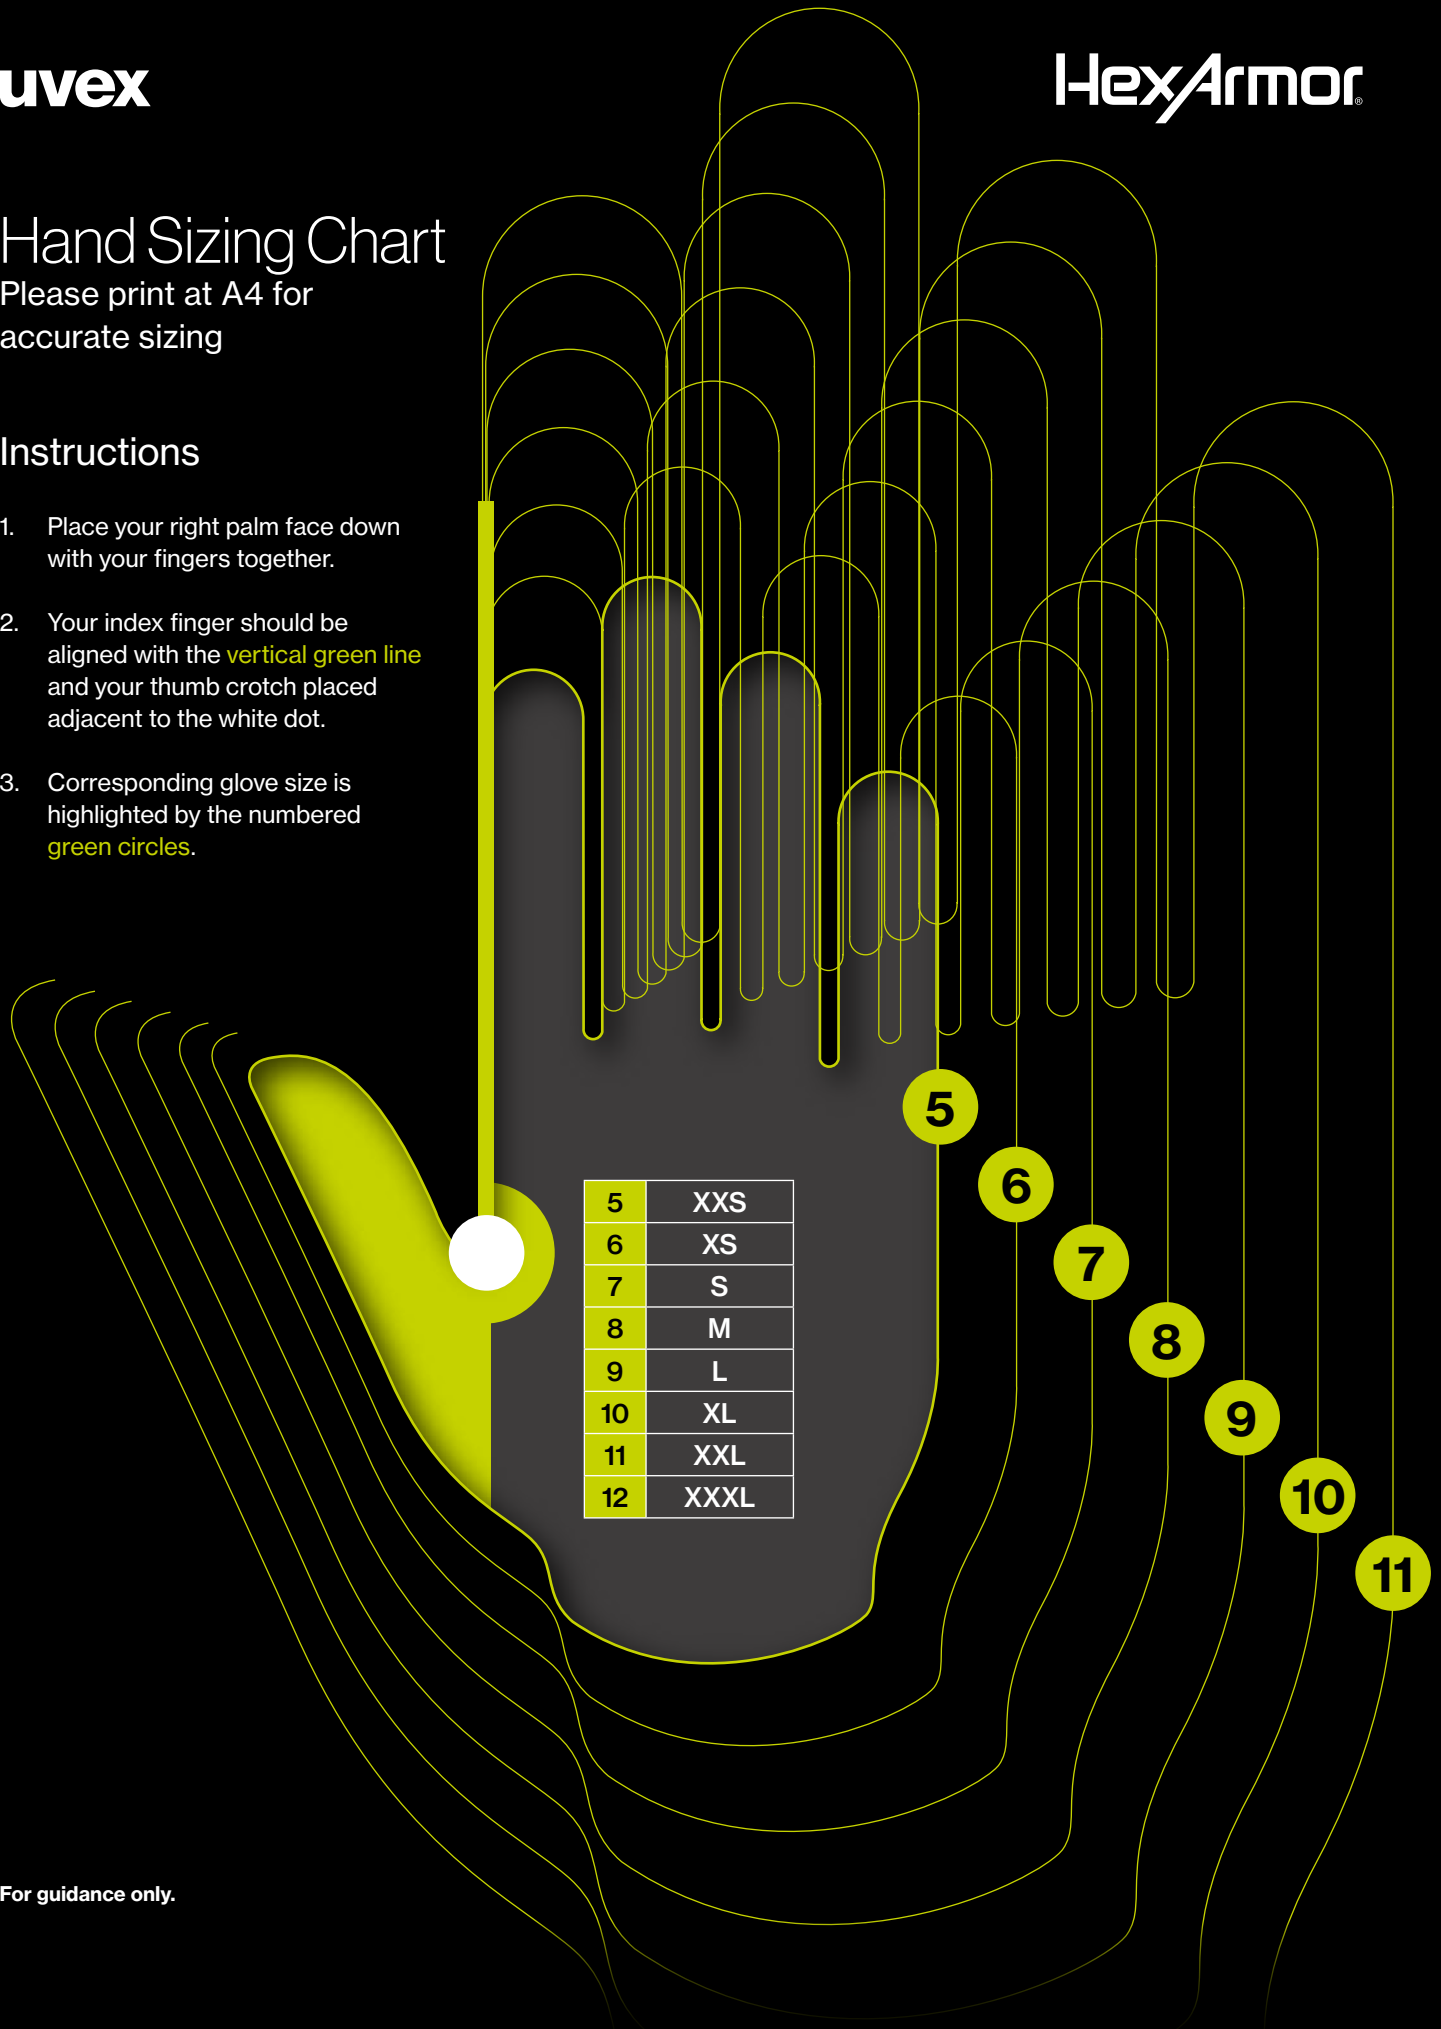 uvex
HexArmor®
Hand Sizing Chart
Please print at A4 for
accurate sizing
Instructions
1. Place your right palm face down
with your fingers together.
2. Your index finger should be
aligned with the vertical green line
and your thumb crotch placed
adjacent to the white dot.
3. Corresponding glove size is
highlighted by the numbered
green circles.
5
6
7
8
9
10
11
5 XXS
6 XS
7 S
8 M
9 L
10 XL
11 XXL
12 XXXL
For guidance only.